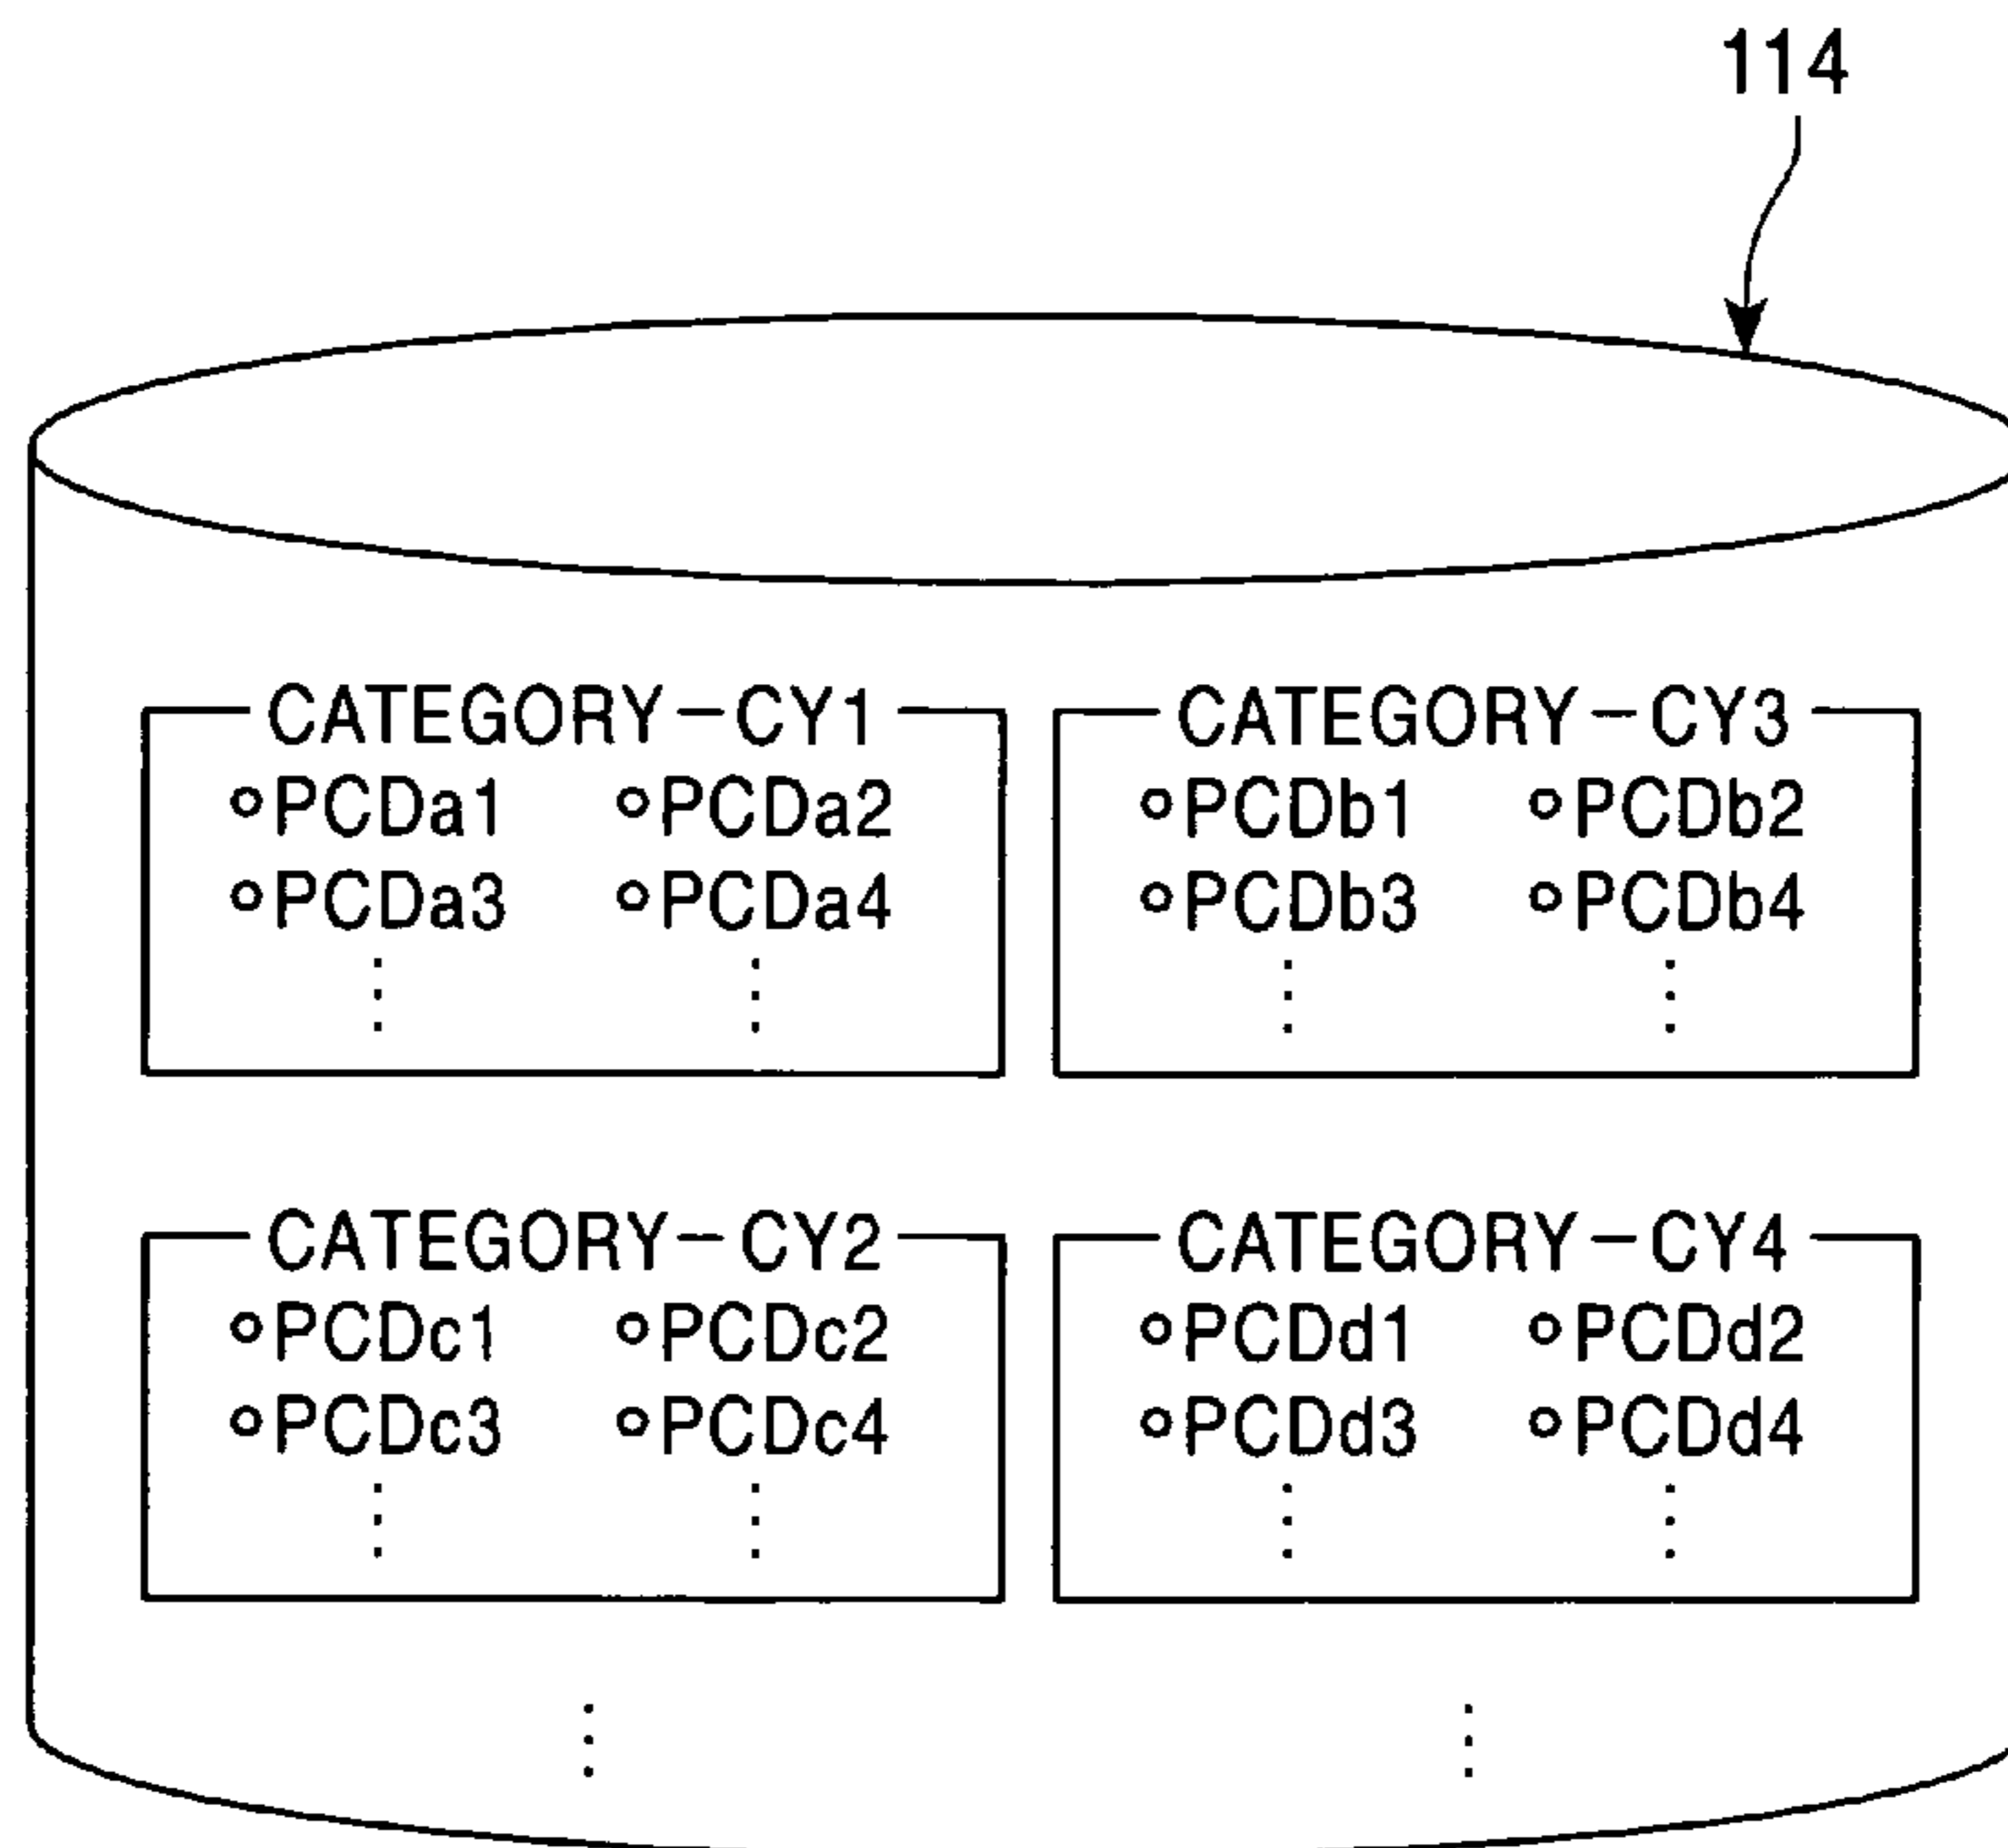 114
CATEGORY-CY1
PCDa1 PCDa2
PCDa3 PCDa4
CATEGORY-CY3
PCDb1 PCDb2
PCDb3 PCDb4
CATEGORY-CY2
PCDc1 PCDc2
PCDc3 PCDc4
CATEGORY-CY4
PCDd1 PCDd2
PCDd3 PCDd4